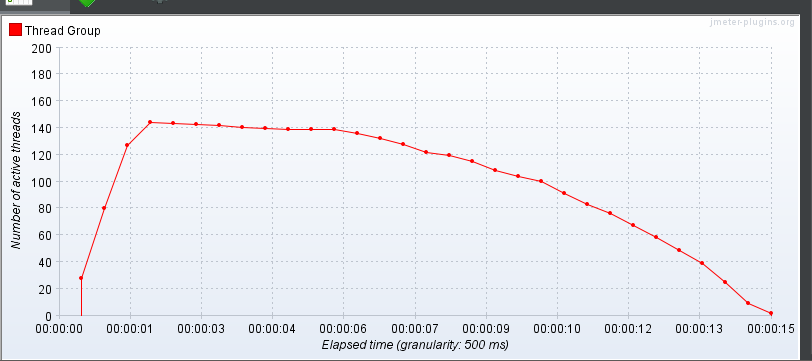 jmeter-plugins.org
Thread Group
200
180
160
140
120
100
80
60
40
20
0
Number of active threads
00:00:00 00:00:01 00:00:03 00:00:04 00:00:06 00:00:07 00:00:09 00:00:10 00:00:12 00:00:13 00:00:15
Elapsed time (granularity: 500 ms)